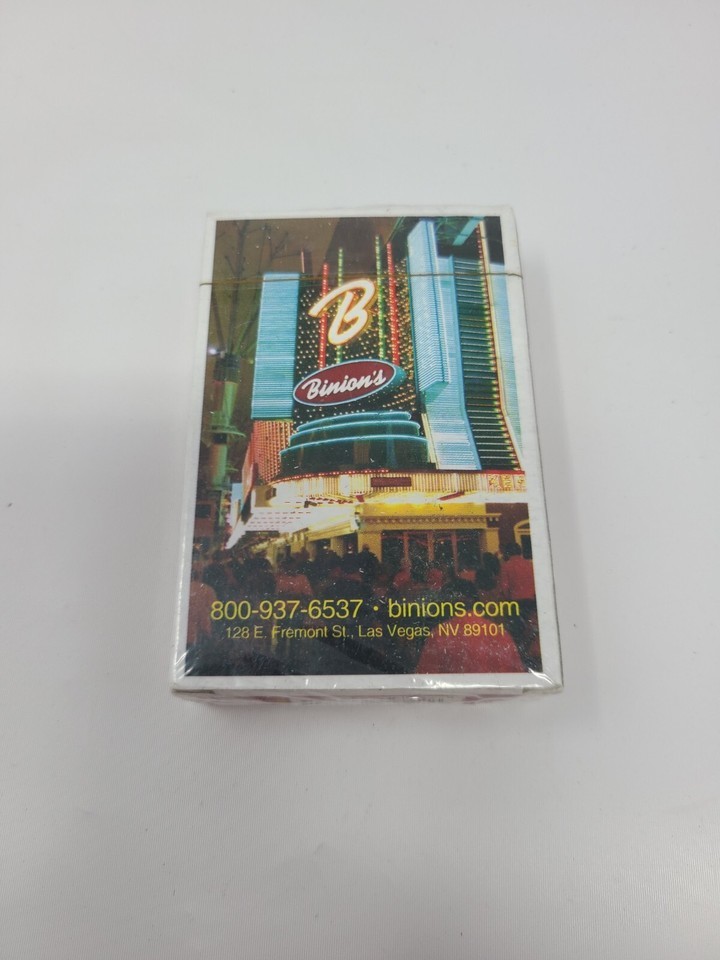 B
Binion's
800-937-6537 • binions.com
128 E. Fremont St., Las Vegas, NV 89101